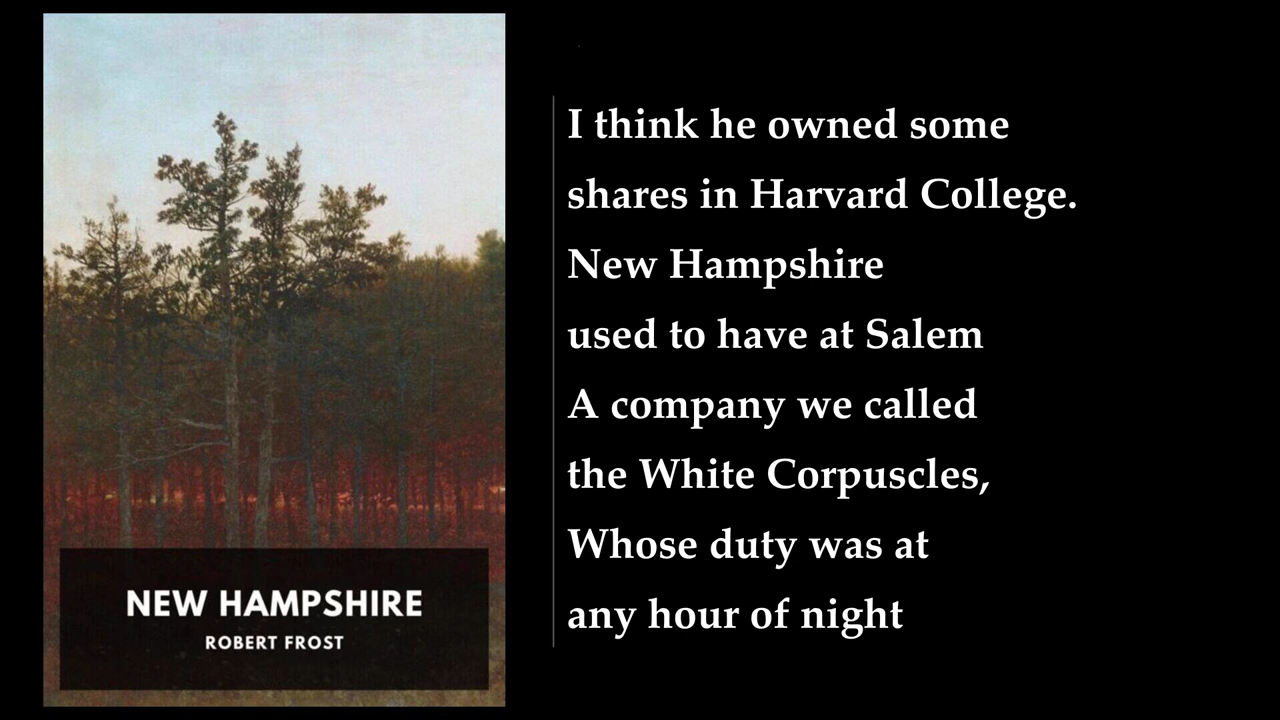 NEW HAMPSHIRE
ROBERT FROST
I think he owned some
shares in Harvard College.
New Hampshire
used to have at Salem
A company we called
the White Corpuscles,
Whose duty was at
any hour of night